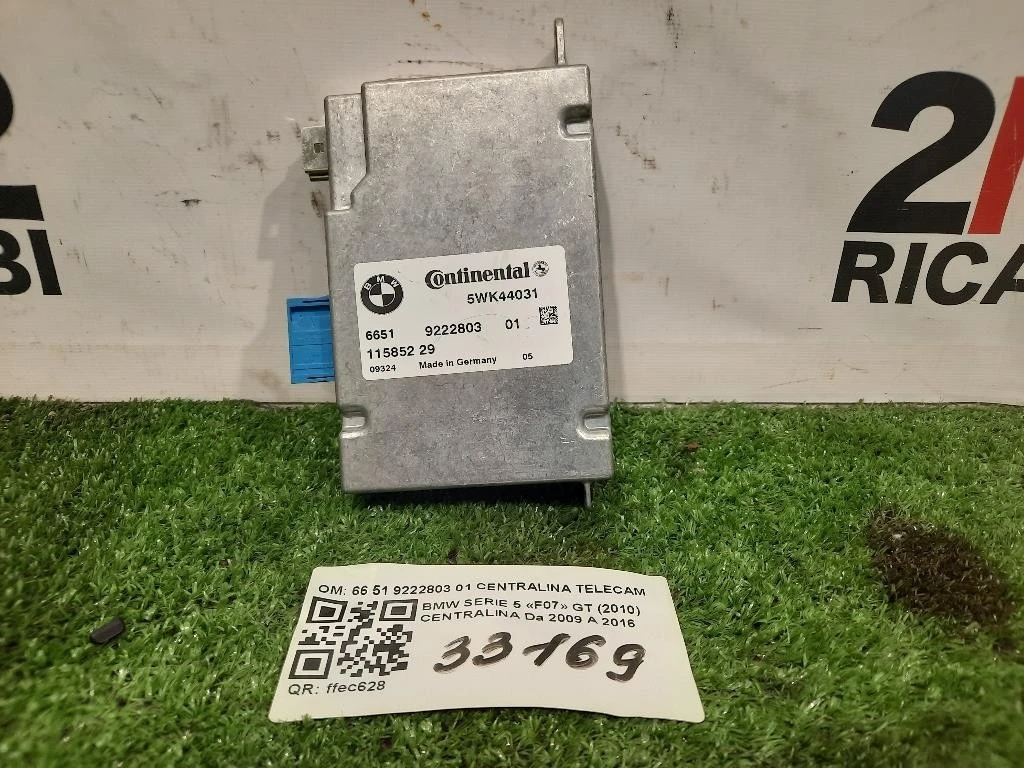 2
BI
2
RICA
BMW
Continental
5WK44031
6651 9222803 01
115852 29
09324 Made in Germany 05
OM: 66 51 9222803 01 CENTRALINA TELECAM
BMW SERIE 5 «F07» GT (2010)
CENTRALINA Da 2009 A 2016
33169
QR: ffec628